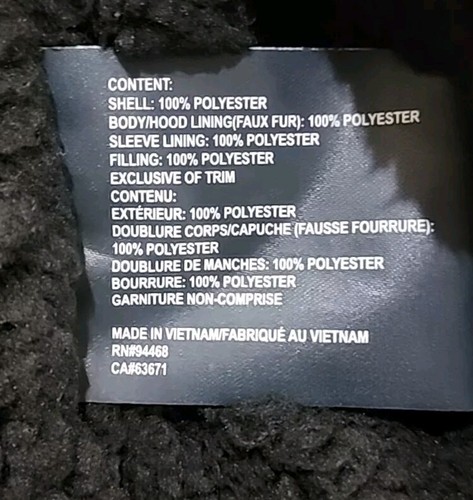 CONTENT:
SHELL: 100% POLYESTER
BODY/HOOD LINING(FAUX FUR): 100% POLYESTER
SLEEVE LINING: 100% POLYESTER
FILLING: 100% POLYESTER
EXCLUSIVE OF TRIM
CONTENU:
EXTÉRIEUR: 100% POLYESTER
DOUBLURE CORPS/CAPUCHE (FAUSSE FOURRURE):
100% POLYESTER
DOUBLURE DE MANCHES: 100% POLYESTER
BOURRURE: 100% POLYESTER
GARNITURE NON-COMPRISE
MADE IN VIETNAM/FABRIQUÉ AU VIETNAM
RN#94468
CA#63671